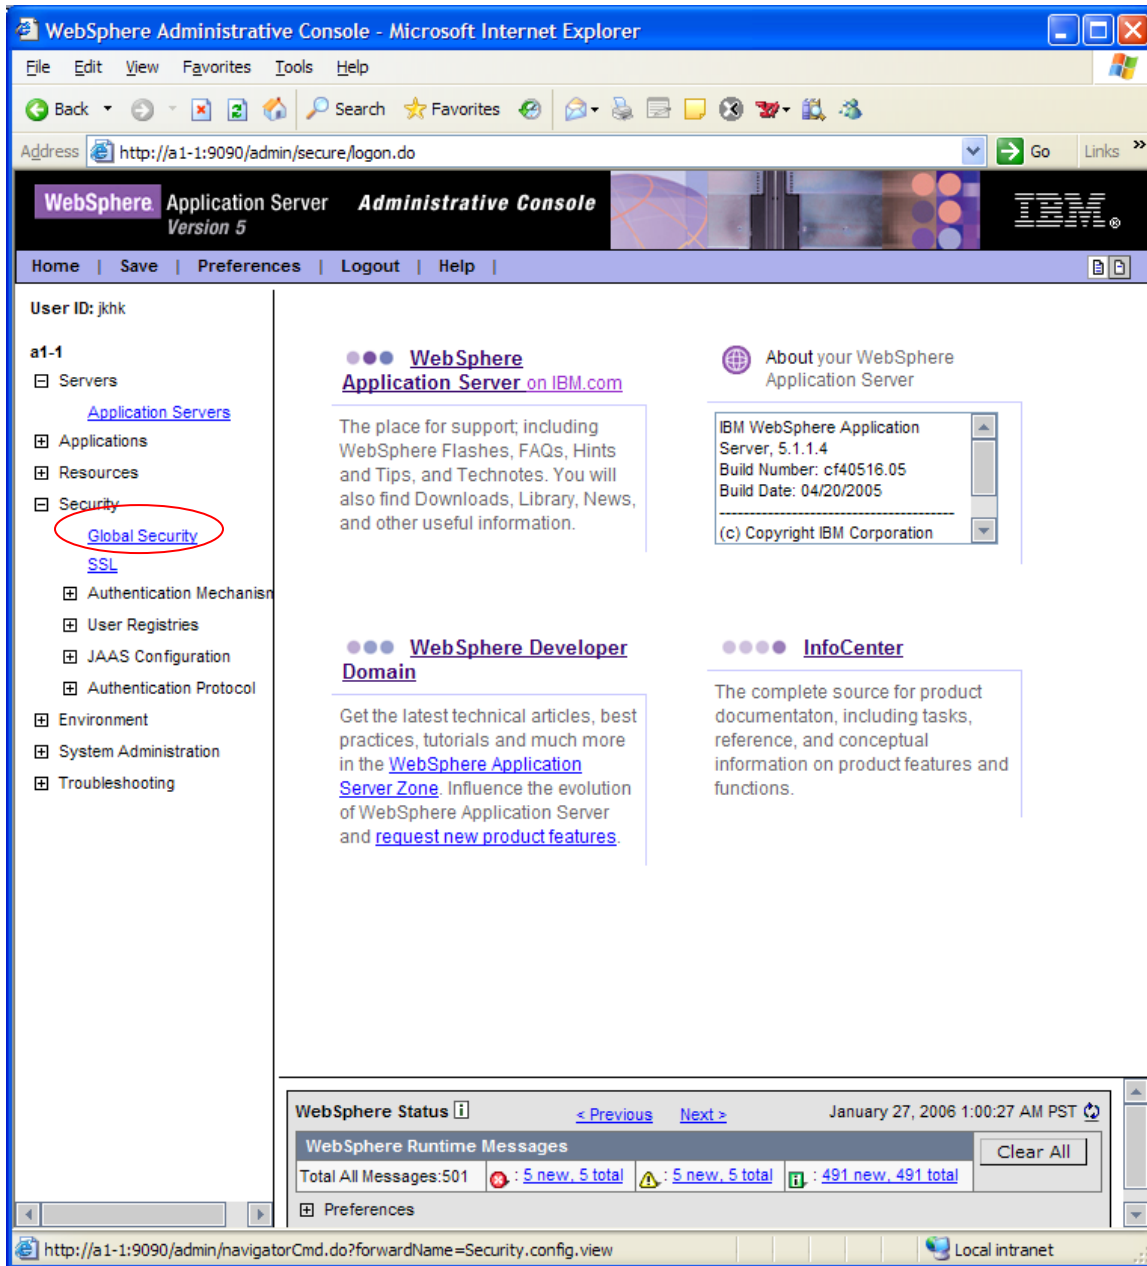 WebSphere Administrative Console - Microsoft Internet Explorer
File Edit View Favorites Tools Help
Back Search Favorites
Address http://a1-1:9090/admin/secure/logon.do Go Links »
WebSphere Application Server Administrative Console
Version 5
IBM®
Home | Save | Preferences | Logout | Help |
User ID: jkhk
a1-1
Servers
Application Servers
Applications
Resources
Security
Global Security
SSL
Authentication Mechanism
User Registries
JAAS Configuration
Authentication Protocol
Environment
System Administration
Troubleshooting
WebSphere
Application Server on IBM.com
The place for support; including
WebSphere Flashes, FAQs, Hints
and Tips, and Technotes. You will
also find Downloads, Library, News,
and other useful information.
About your WebSphere
Application Server
IBM WebSphere Application
Server, 5.1.1.4
Build Number: cf40516.05
Build Date: 04/20/2005
----------------------------------------
(c) Copyright IBM Corporation
WebSphere Developer
Domain
Get the latest technical articles, best
practices, tutorials and much more
in the WebSphere Application
Server Zone. Influence the evolution
of WebSphere Application Server
and request new product features.
InfoCenter
The complete source for product
documentaton, including tasks,
reference, and conceptual
information on product features and
functions.
WebSphere Status i < Previous Next > January 27, 2006 1:00:27 AM PST
WebSphere Runtime Messages
Clear All
Total All Messages:501 : 5 new, 5 total : 5 new, 5 total : 491 new, 491 total
Preferences
http://a1-1:9090/admin/navigatorCmd.do?forwardName=Security.config.view Local intranet